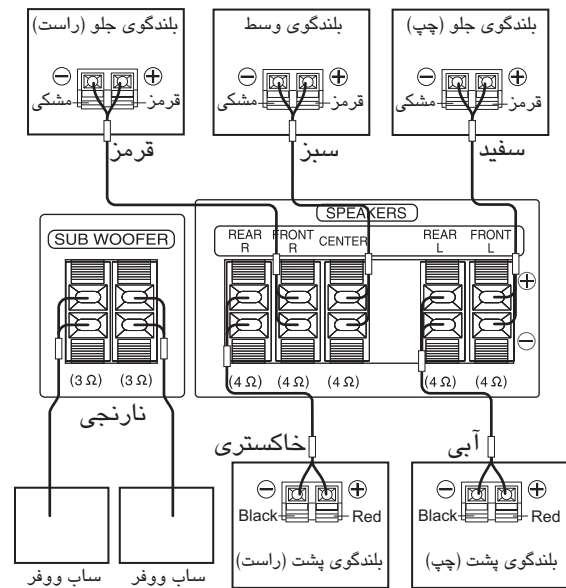 بلندگوی جلو (راست)
بلندگوی وسط
بلندگوی جلو (چپ)
⊖ ⊕
⊖ ⊕
⊖ ⊕
مشکی قرمز
مشکی قرمز
مشکی قرمز
قرمز
سبز
سفید
SPEAKERS
SUB WOOFER
REAR R
FRONT R
CENTER
REAR L
FRONT L
⊕
⊖
(3 Ω) (3 Ω)
(4 Ω) (4 Ω) (4 Ω) (4 Ω) (4 Ω)
نارنجی
خاکستری
آبی
⊖ ⊕
⊖ ⊕
Black Red
Black Red
بلندگوی پشت (راست)
بلندگوی پشت (چپ)
ساب ووفر
ساب ووفر